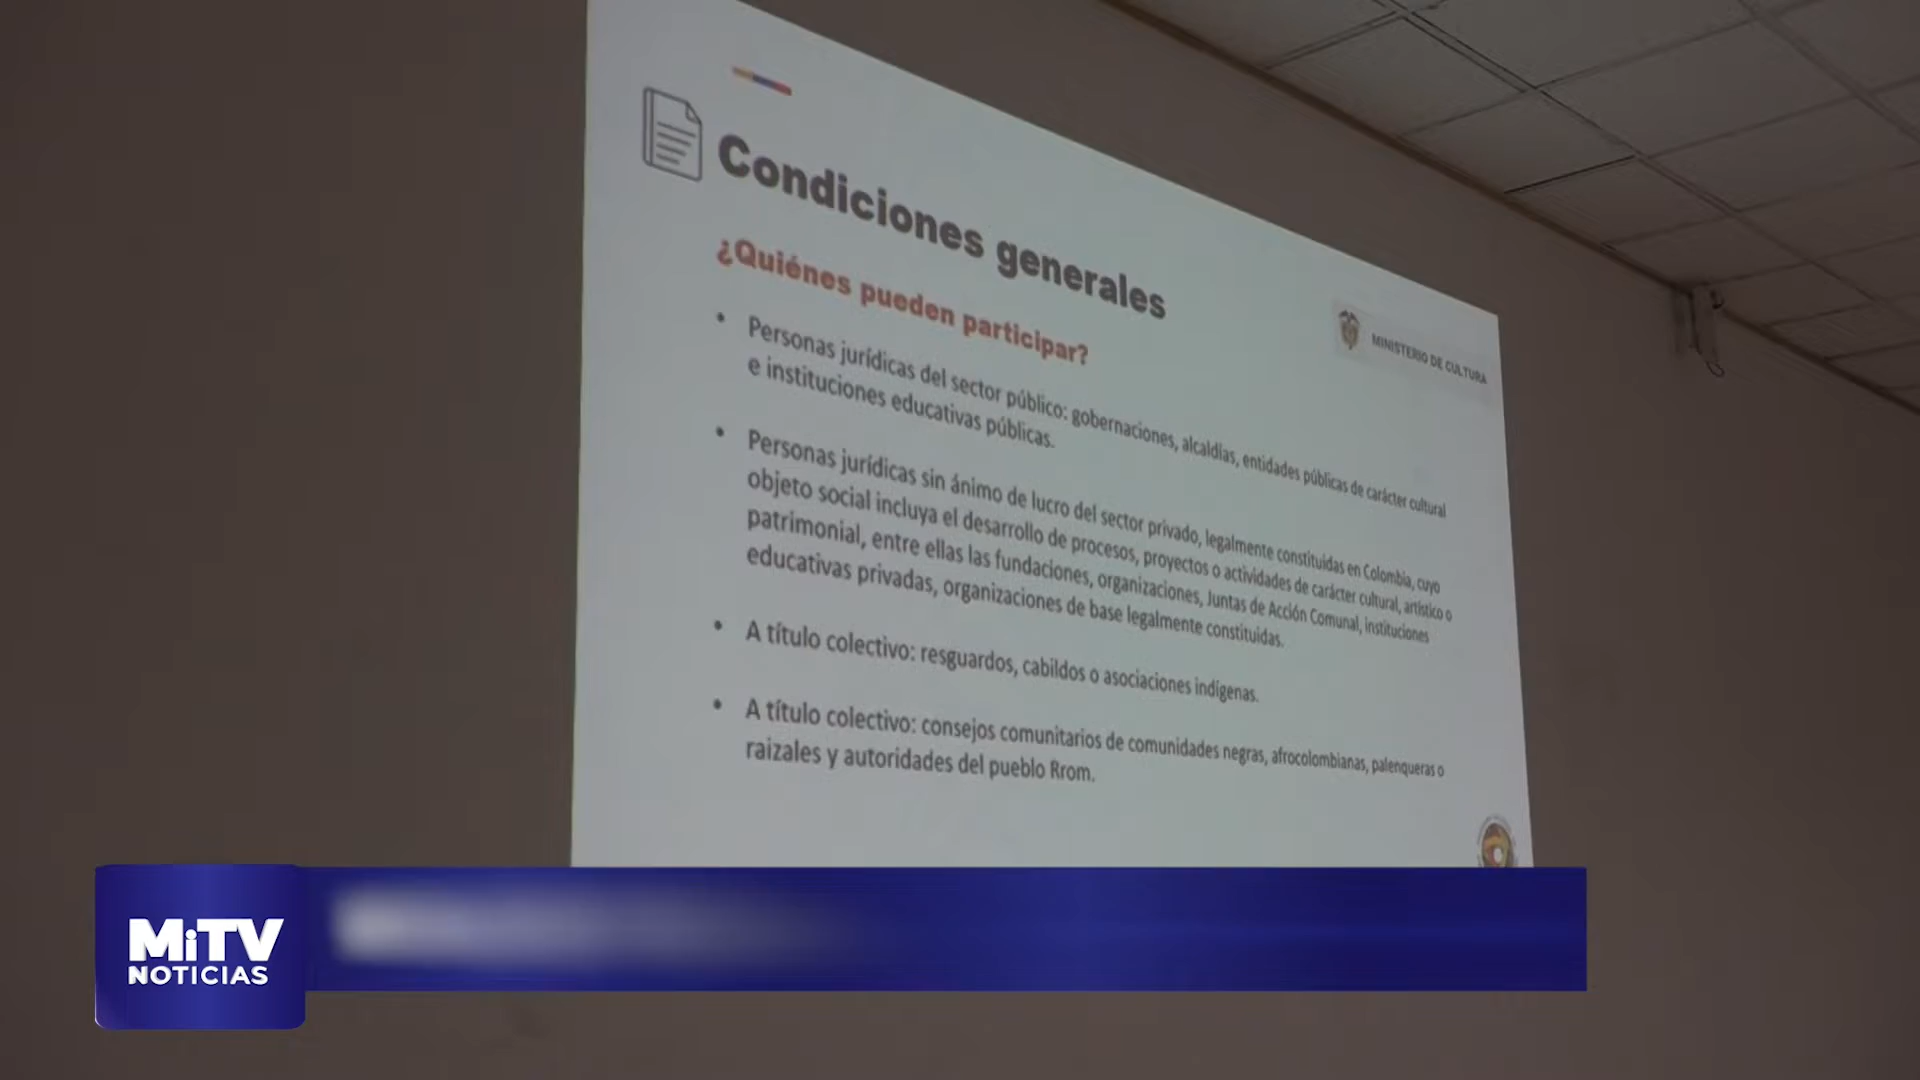 Condiciones generales
¿Quiénes pueden participar?
MINISTERIO DE CULTURA
• Personas jurídicas del sector público: gobernaciones, alcaldías, entidades públicas de carácter cultural
e instituciones educativas públicas.
• Personas jurídicas sin ánimo de lucro del sector privado, legalmente constituidas en Colombia, cuyo
objeto social incluya el desarrollo de procesos, proyectos o actividades de carácter cultural, artístico o
patrimonial, entre ellas las fundaciones, organizaciones, Juntas de Acción Comunal, instituciones
educativas privadas, organizaciones de base legalmente constituidas.
• A título colectivo: resguardos, cabildos o asociaciones indígenas.
• A título colectivo: consejos comunitarios de comunidades negras, afrocolombianas, palenqueras o
raizales y autoridades del pueblo Rrom.
MiTV
NOTICIAS